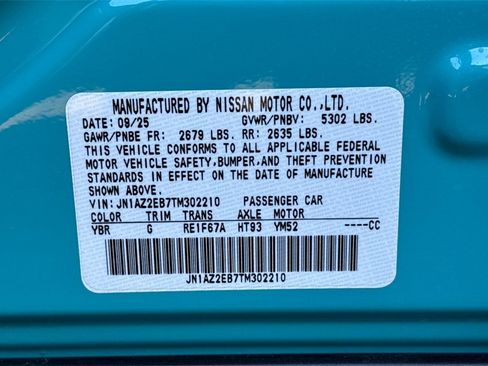 MANUFACTURED BY NISSAN MOTOR CO.,LTD.
DATE: 09/25 GVWR/PNBV: 5302 LBS.
GAWR/PNBE FR: 2679 LBS. RR: 2635 LBS.
THIS VEHICLE CONFORMS TO ALL APPLICABLE FEDERAL
MOTOR VEHICLE SAFETY,BUMPER,AND THEFT PREVENTION
STANDARDS IN EFFECT ON THE DATE OF MANUFACTURE
SHOWN ABOVE.
VIN: JN1AZ2EB7TM302210 PASSENGER CAR
COLOR TRIM TRANS AXLE MOTOR
YBR G RE1F67A HT93 YM52 ----CC
JN1AZ2EB7TM302210